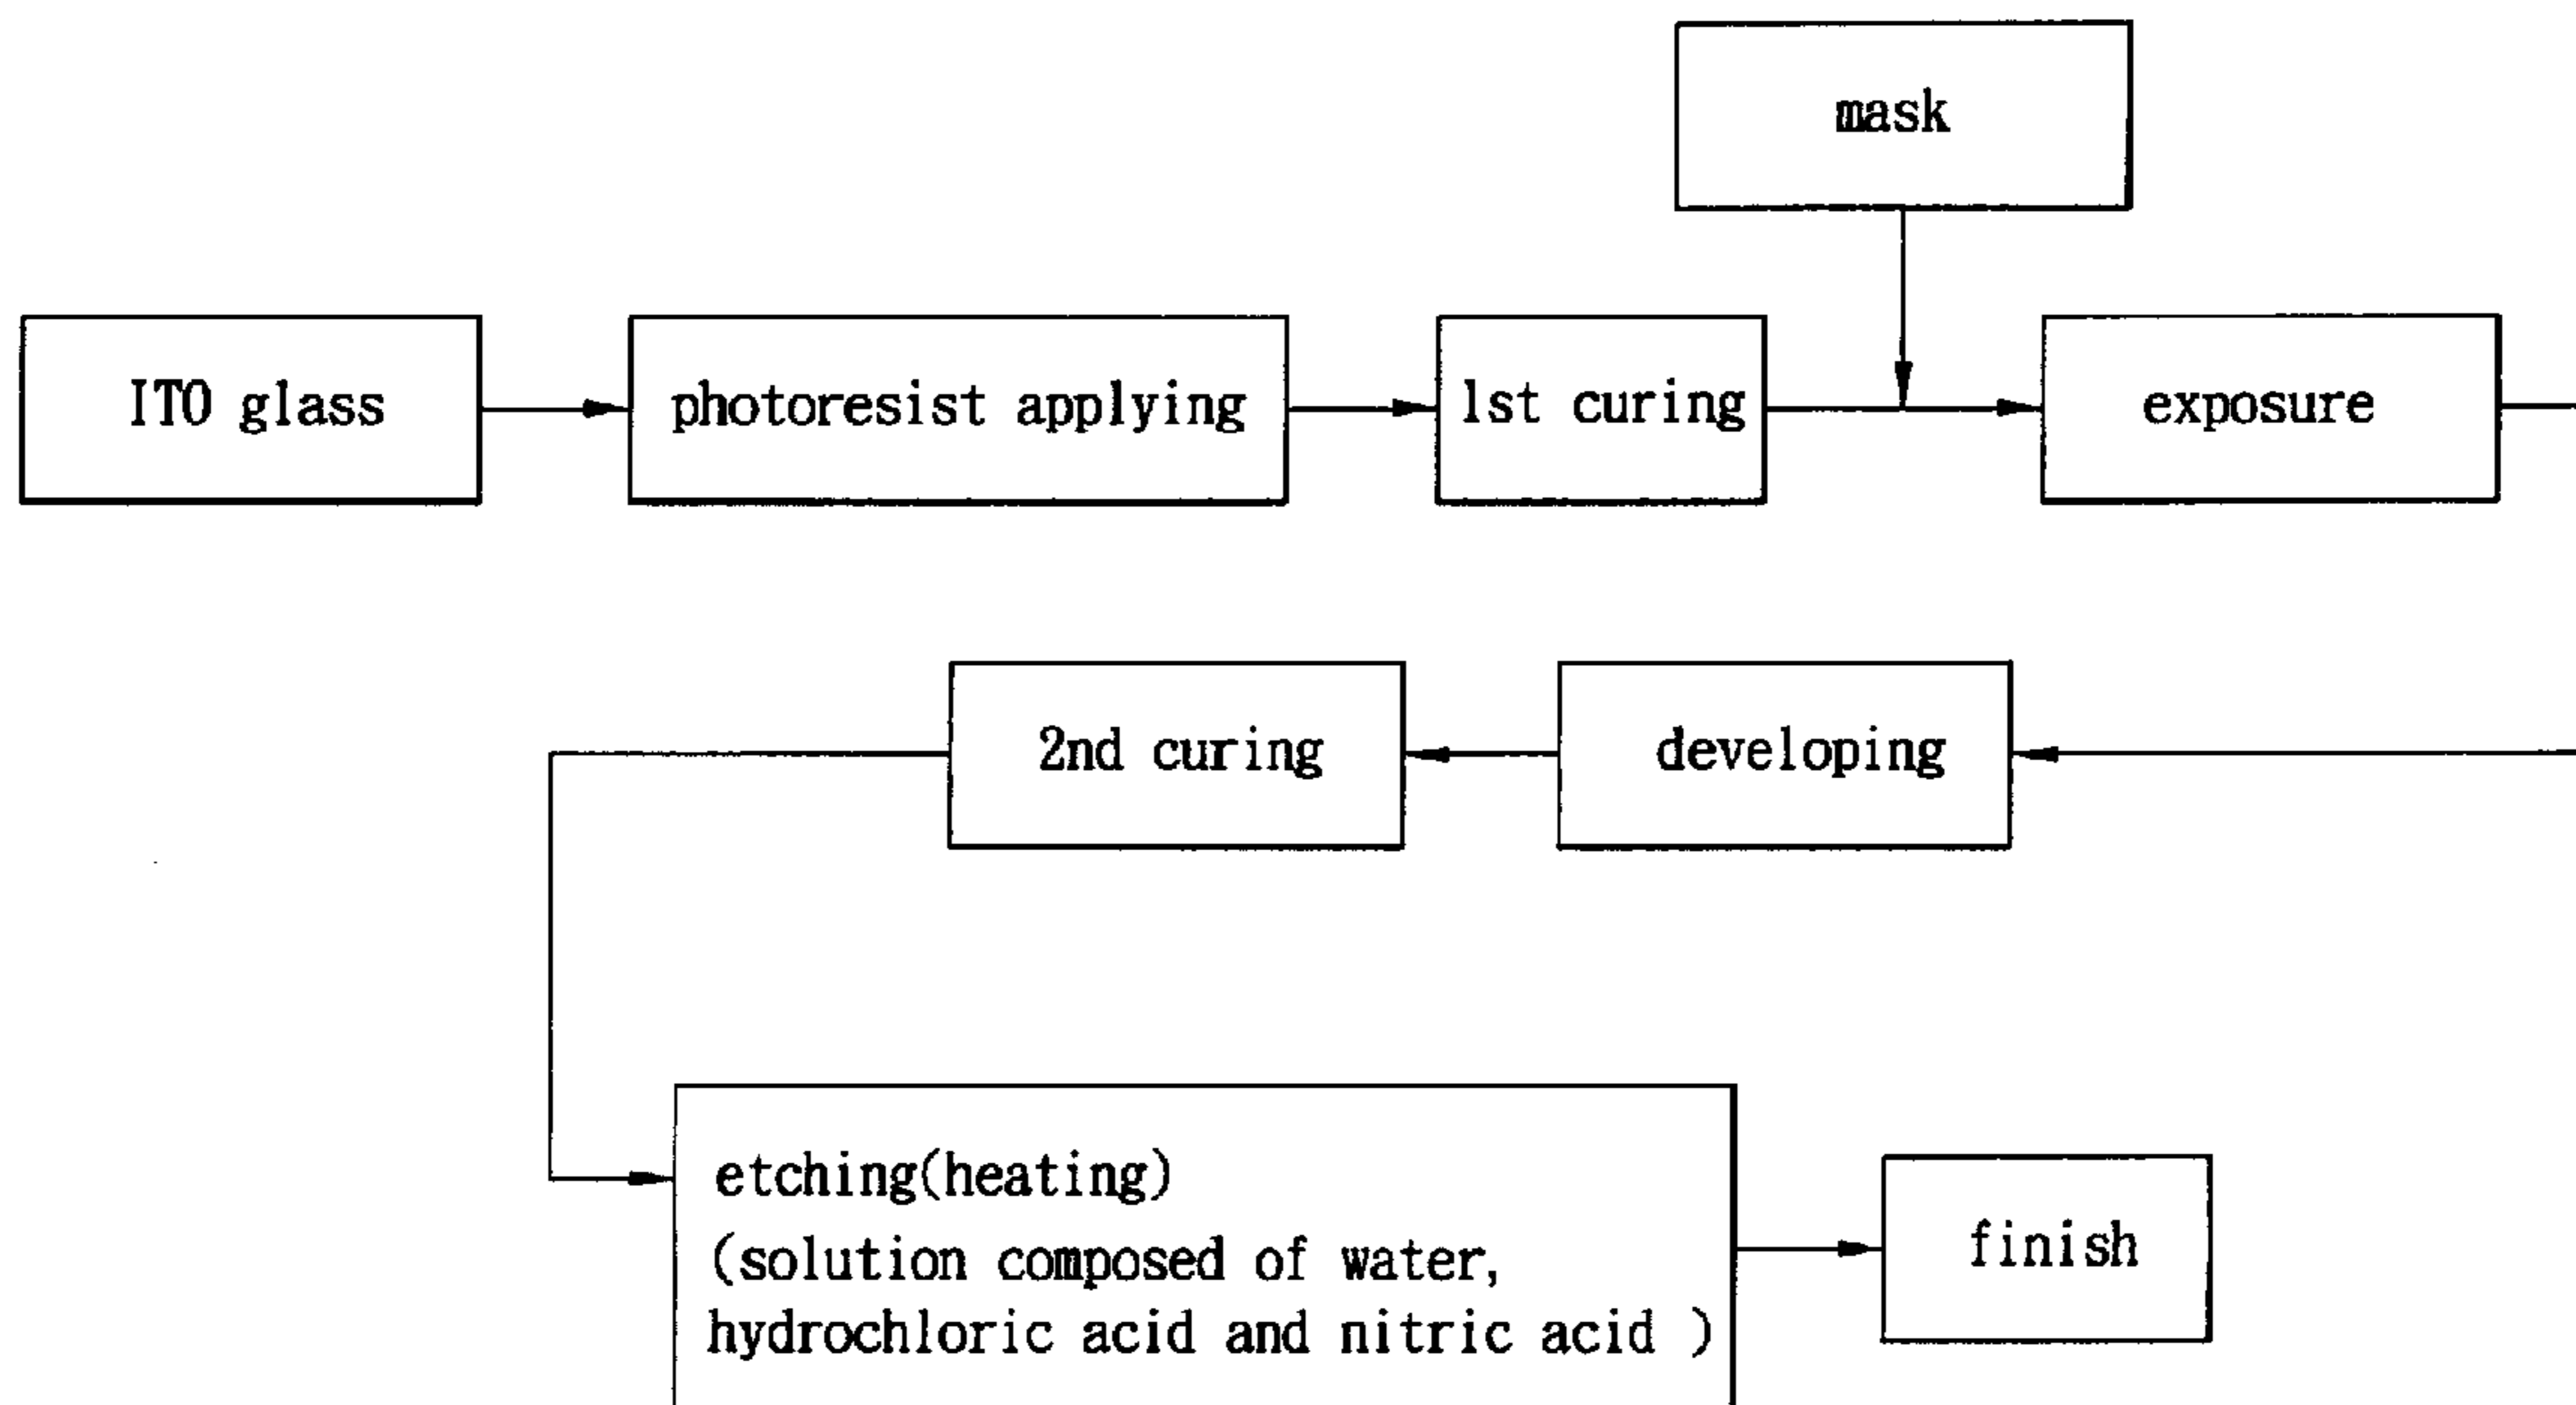 mask
ITO glass
photoresist applying
1st curing
exposure
2nd curing
developing
etching(heating)
(solution composed of water,
hydrochloric acid and nitric acid )
finish